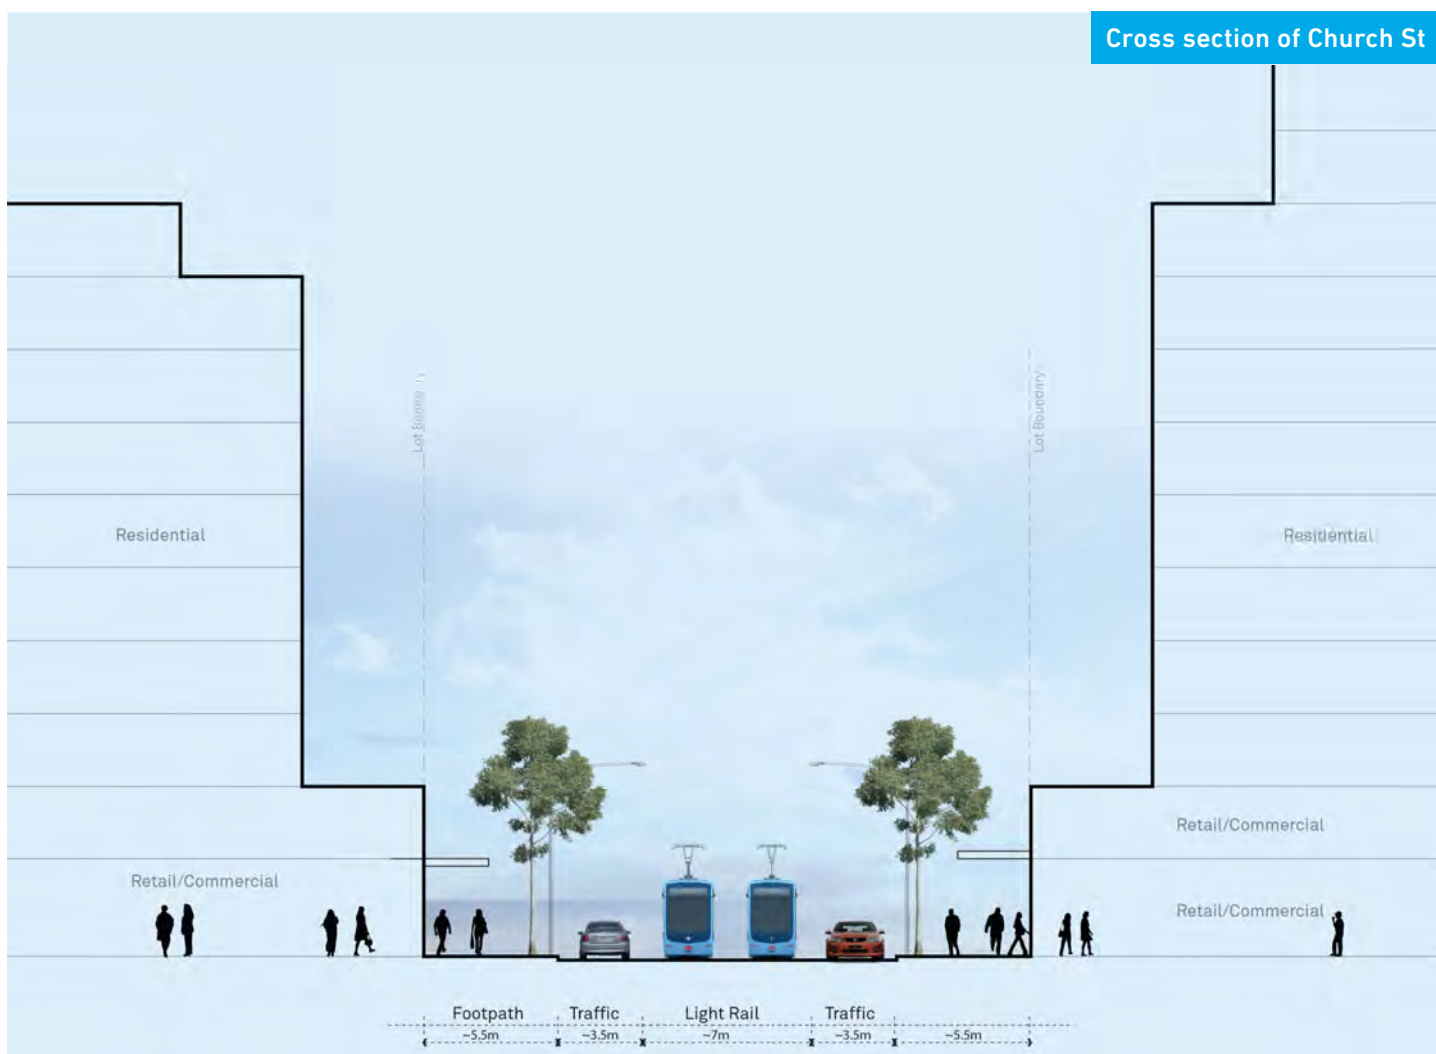 Cross section of Church St
Lot
Lot Boundary
Residential
Residential
Retail/Commercial
Retail/Commercial
Retail/Commercial
Footpath
Traffic
Light Rail
Traffic
~5.5m
~3.5m
~7m
~3.5m
~5.5m